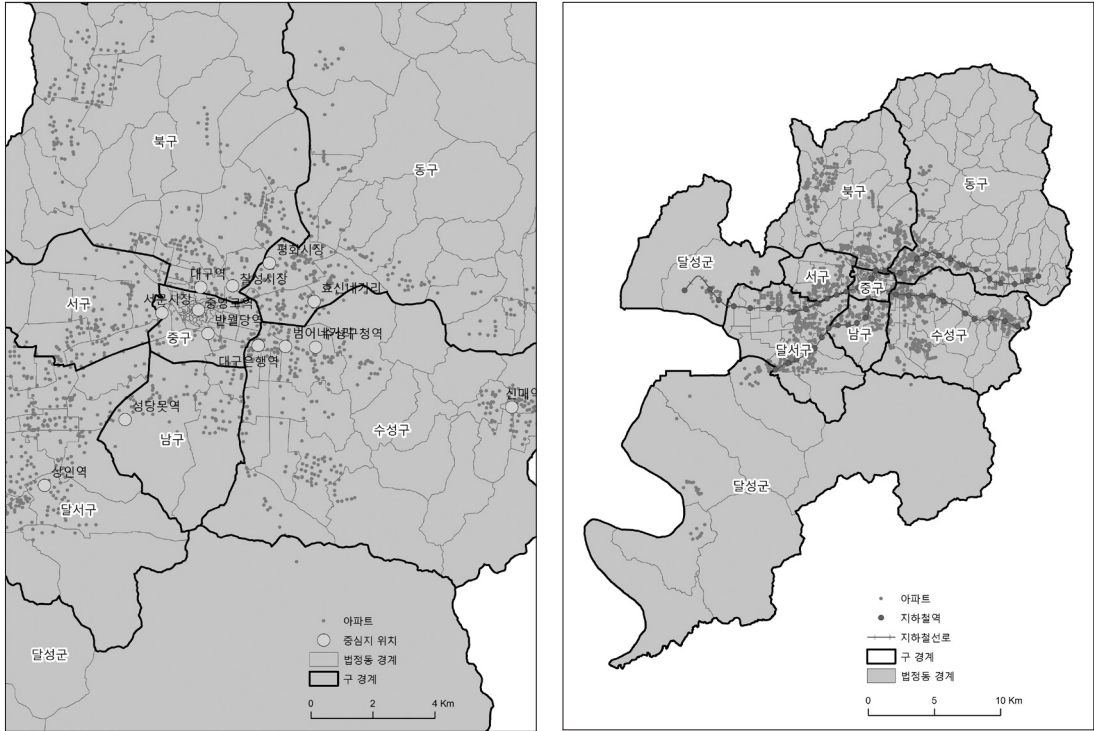 북구
동구
평화시장
대구역
칠성시장
효신네거리
서구
서문시장
중앙로역
반월당역
중구
범어네거리
수성구청역
대구은행역
신매역
성당못역
수성구
남구
상인역
달서구
아파트
중심지 위치
법정동 경계
달성군
구 경계
0 2 4 Km
동구
북구
달성군
서구
중구
남구
수성구
달서구
달성군
아파트
지하철역
지하철선로
구 경계
법정동 경계
0 5 10 Km